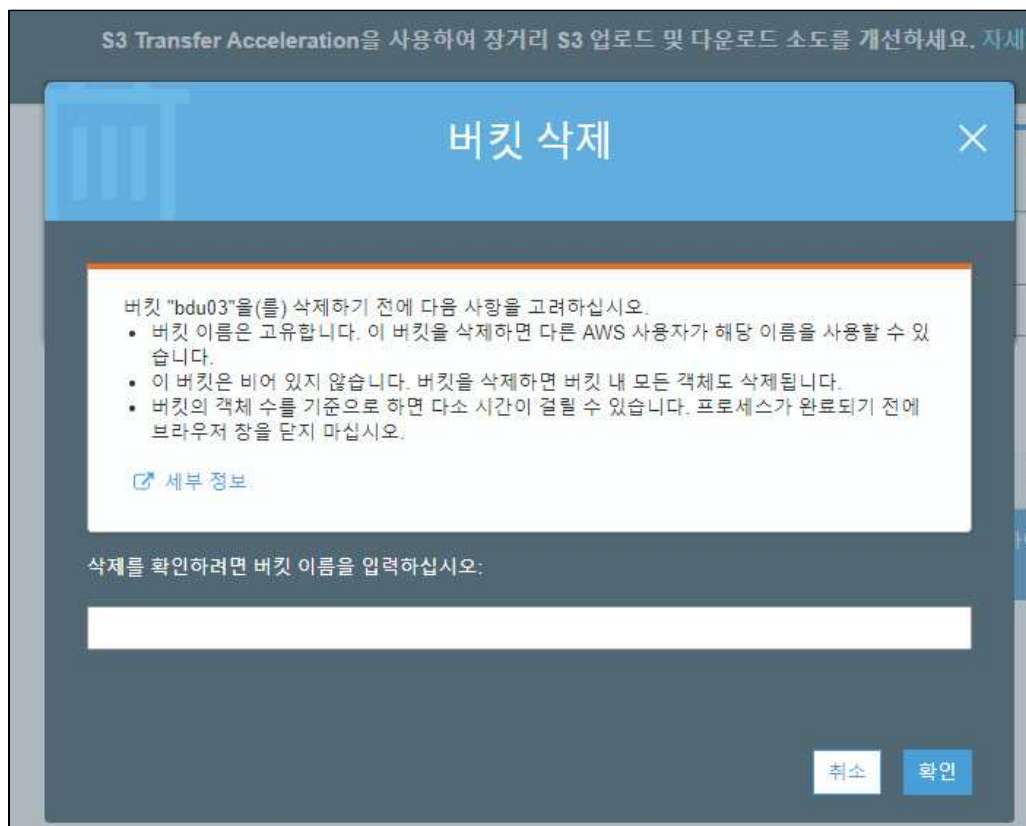 S3 Transfer Acceleration을 사용하여 장거리 S3 업로드 및 다운로드 소도를 개선하세요. 자세
버킷 삭제
버킷 "bdu03"을(를) 삭제하기 전에 다음 사항을 고려하십시오.
• 버킷 이름은 고유합니다. 이 버킷을 삭제하면 다른 AWS 사용자가 해당 이름을 사용할 수 있
습니다.
• 이 버킷은 비어 있지 않습니다. 버킷을 삭제하면 버킷 내 모든 객체도 삭제됩니다.
• 버킷의 객체 수를 기준으로 하면 다소 시간이 걸릴 수 있습니다. 프로세스가 완료되기 전에
브라우저 창을 닫지 마십시오.
세부 정보
삭제를 확인하려면 버킷 이름을 입력하십시오:
취소 확인